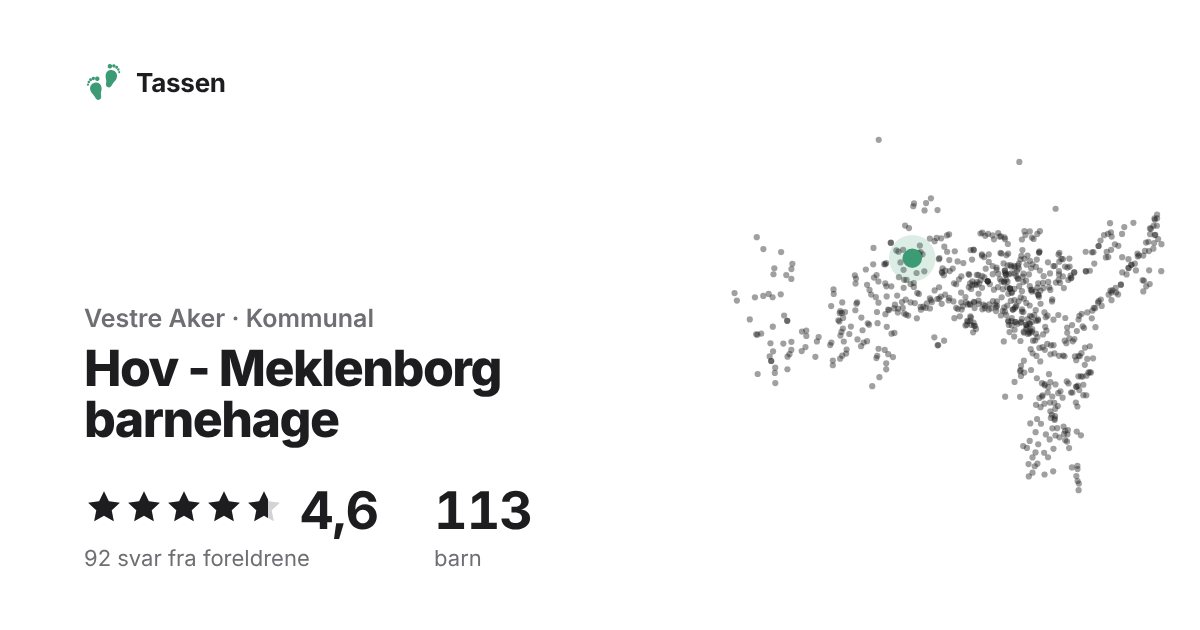 Tassen
Vestre Aker · Kommunal
Hov - Meklenborg
barnehage
4,6
113
92 svar fra foreldrene
barn